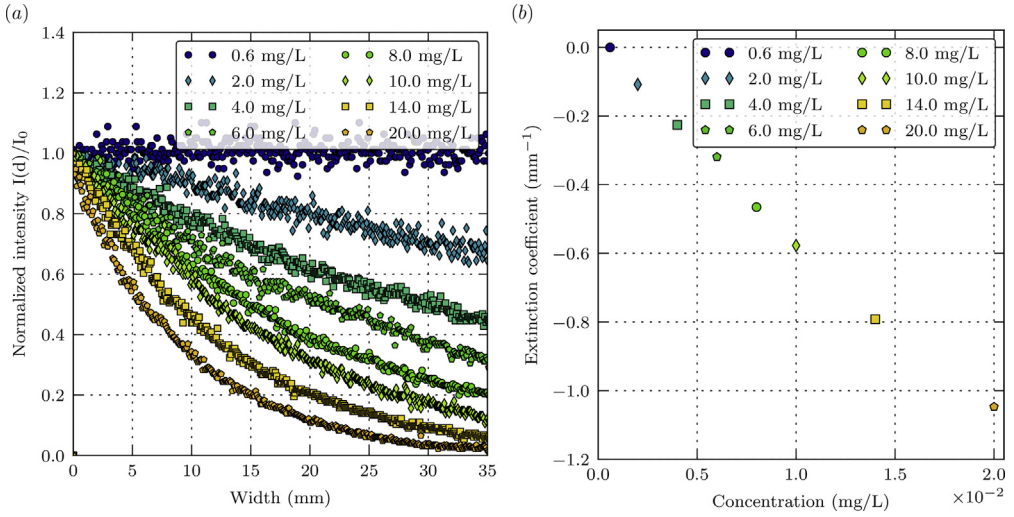 (a)
1.4
1.2
1.0
0.8
0.6
0.4
0.2
0.0
Normalized intensity I(d)/I₀
0.6 mg/L 8.0 mg/L
2.0 mg/L 10.0 mg/L
4.0 mg/L 14.0 mg/L
6.0 mg/L 20.0 mg/L
0 5 10 15 20 25 30 35
Width (mm)
(b)
0.0
−0.2
−0.4
−0.6
−0.8
−1.0
−1.2
Extinction coefficient (mm⁻¹)
0.6 mg/L 8.0 mg/L
2.0 mg/L 10.0 mg/L
4.0 mg/L 14.0 mg/L
6.0 mg/L 20.0 mg/L
0.0 0.5 1.0 1.5 2.0
×10⁻²
Concentration (mg/L)